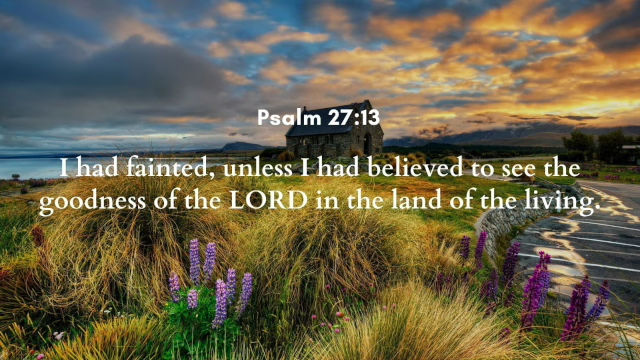 Psalm 27:13
I had fainted, unless I had believed to see the
goodness of the LORD in the land of the living.